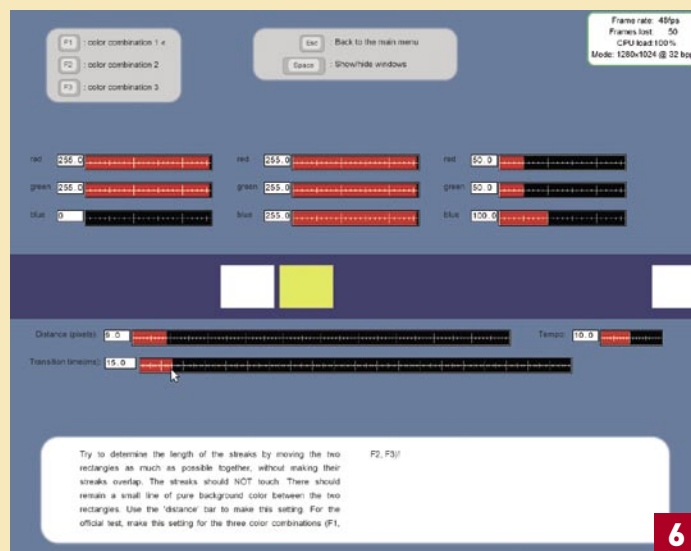 F1 : color combination 1 <
F2 : color combination 2
F3 : color combination 3
Esc : Back to the main menu
Space : Show/hide windows
Frame rate: 48fps
Frames lost: 50
CPU load:100%
Mode: 1280x1024 @ 32 bpp
red 255.0
green 255.0
blue 0
red 255.0
green 255.0
blue 255.0
red 50.0
green 50.0
blue 100.0
Distance (pixels): 6.0
Tempo: 10.0
Transition time(ms): 15.0
Try to determine the length of the streaks by moving the two
rectangles as much as possible together, without making their
streaks overlap. The streaks should NOT touch. There should
remain a small line of pure background color between the two
rectangles. Use the 'distance' bar to make this setting. For the
official test, make this setting for the three color combinations (F1,
F2, F3)!
6